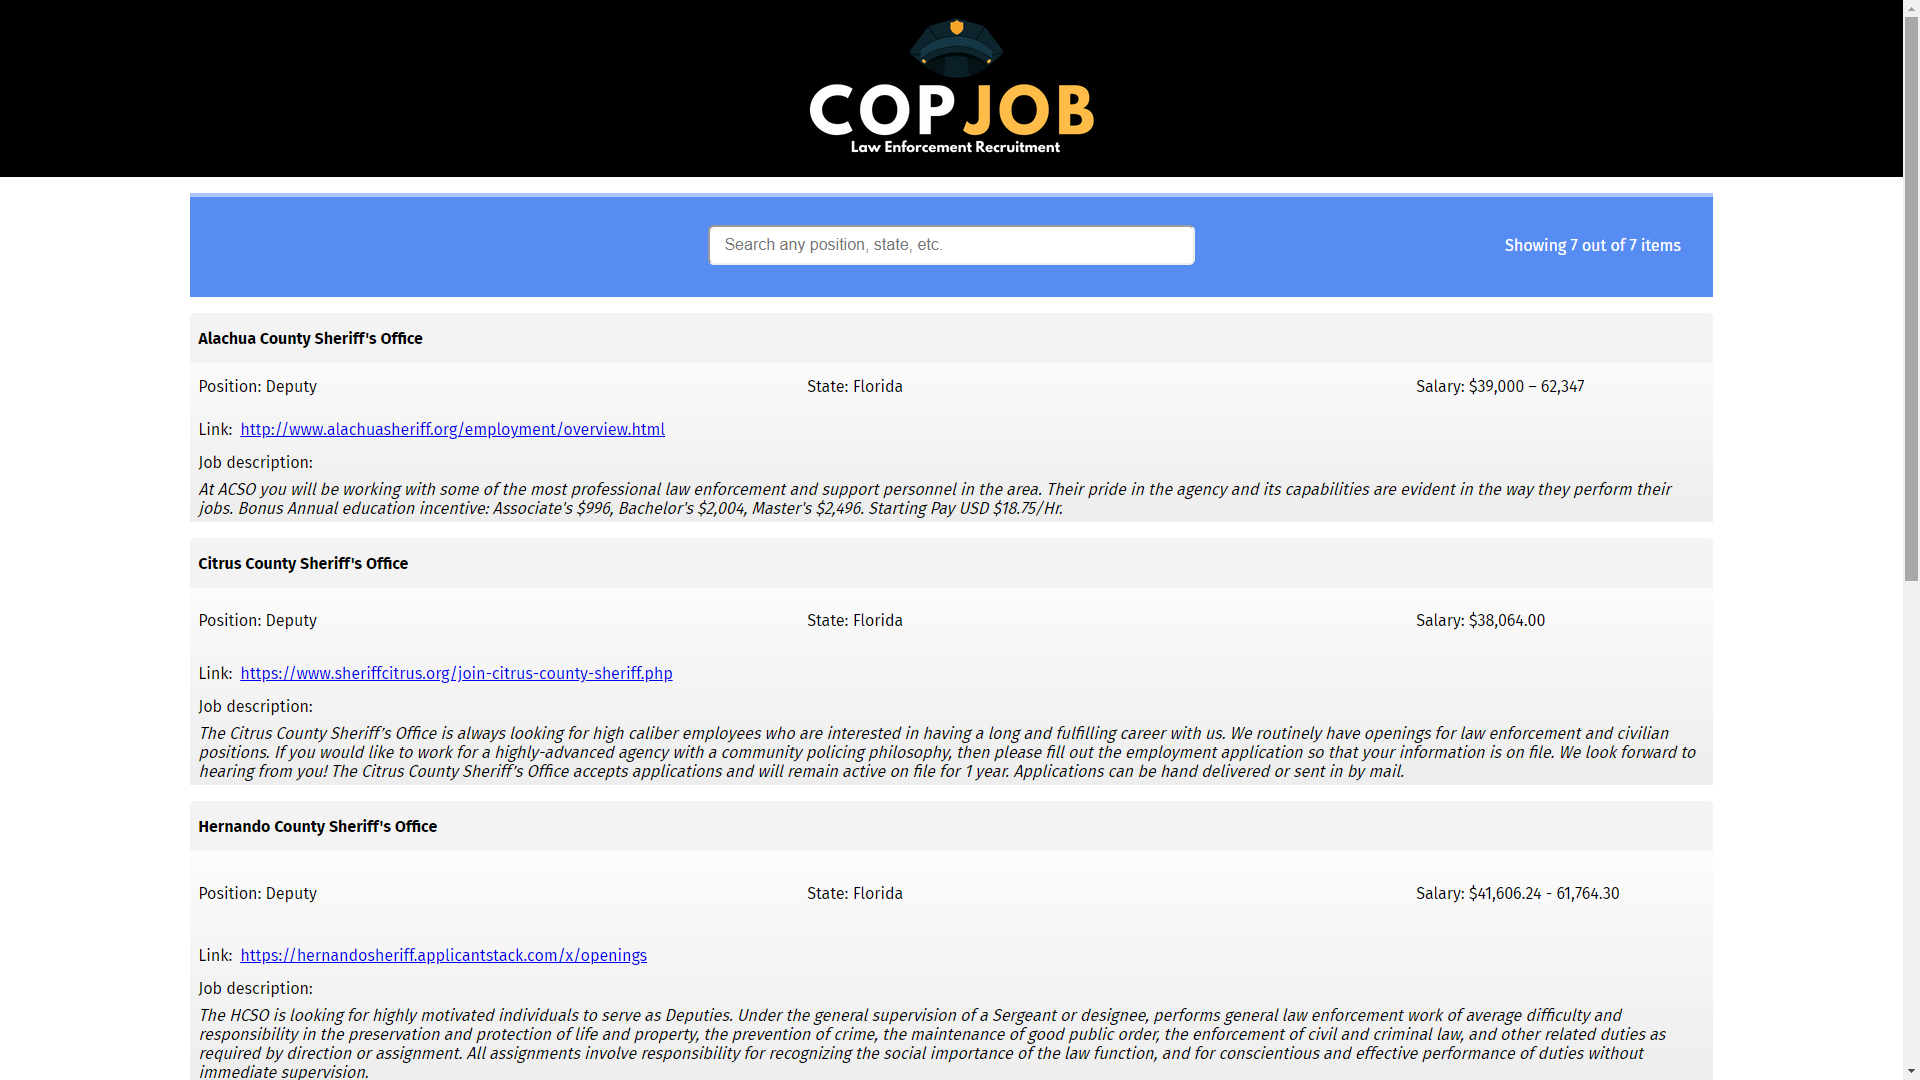 COPJOB
Law Enforcement Recruitment
Search any position, state, etc.
Showing 7 out of 7 items
Alachua County Sheriff's Office
Position: Deputy
State: Florida
Salary: $39,000 – 62,347
Link: http://www.alachuasheriff.org/employment/overview.html
Job description:
At ACSO you will be working with some of the most professional law enforcement and support personnel in the area. Their pride in the agency and its capabilities are evident in the way they perform their
jobs. Bonus Annual education incentive: Associate's $996, Bachelor's $2,004, Master's $2,496. Starting Pay USD $18.75/Hr.
Citrus County Sheriff's Office
Position: Deputy
State: Florida
Salary: $38,064.00
Link: https://www.sheriffcitrus.org/join-citrus-county-sheriff.php
Job description:
The Citrus County Sheriff’s Office is always looking for high caliber employees who are interested in having a long and fulfilling career with us. We routinely have openings for law enforcement and civilian
positions. If you would like to work for a highly-advanced agency with a community policing philosophy, then please fill out the employment application so that your information is on file. We look forward to
hearing from you! The Citrus County Sheriff’s Office accepts applications and will remain active on file for 1 year. Applications can be hand delivered or sent in by mail.
Hernando County Sheriff's Office
Position: Deputy
State: Florida
Salary: $41,606.24 - 61,764.30
Link: https://hernandosheriff.applicantstack.com/x/openings
Job description:
The HCSO is looking for highly motivated individuals to serve as Deputies. Under the general supervision of a Sergeant or designee, performs general law enforcement work of average difficulty and
responsibility in the preservation and protection of life and property, the prevention of crime, the maintenance of good public order, the enforcement of civil and criminal law, and other related duties as
required by direction or assignment. All assignments involve responsibility for recognizing the social importance of the law function, and for conscientious and effective performance of duties without
immediate supervision.